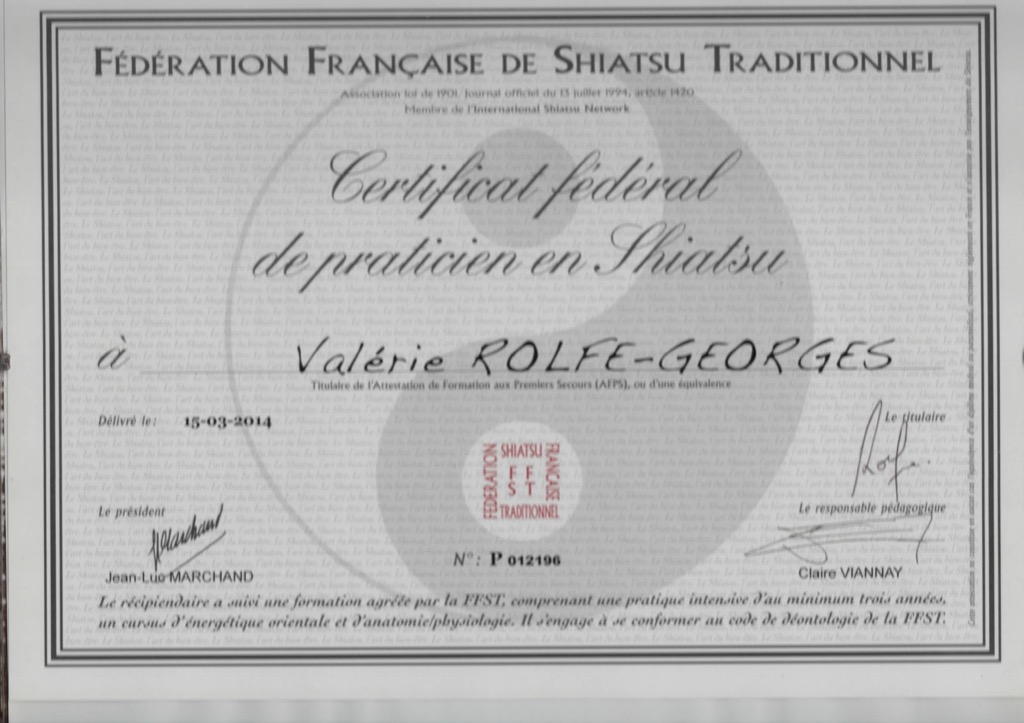 FÉDÉRATION FRANÇAISE DE SHIATSU TRADITIONNEL
Association loi de 1901. Journal officiel du 13 juillet 1994, article 1420
Membre de l'International Shiatsu Network
Certificat fédéral
de praticien en Shiatsu
à Valérie ROLFE-GEORGES
Titulaire de l'Attestation de Formation aux Premiers Secours (AFPS), ou d'une équivalence
Délivré le: 15-03-2014
Le titulaire
FÉDÉRATION
SHIATSU
FRANÇAISE
F F
S T
TRADITIONNEL
Le président
Le responsable pédagogique
N°: P 012196
Jean-Luc MARCHAND
Claire VIANNAY
Le récipiendaire a suivi une formation agréée par la FFST, comprenant une pratique intensive d'au minimum trois années,
un cursus d'énergétique orientale et d'anatomie/physiologie. Il s'engage à se conformer au code de déontologie de la FFST.